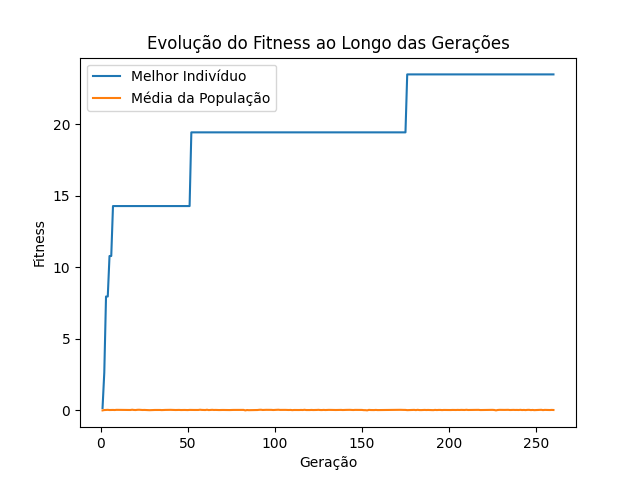 Evolução do Fitness ao Longo das Gerações
Melhor Indivíduo
Média da População
Fitness
20
15
10
5
0
0 50 100 150 200 250
Geração